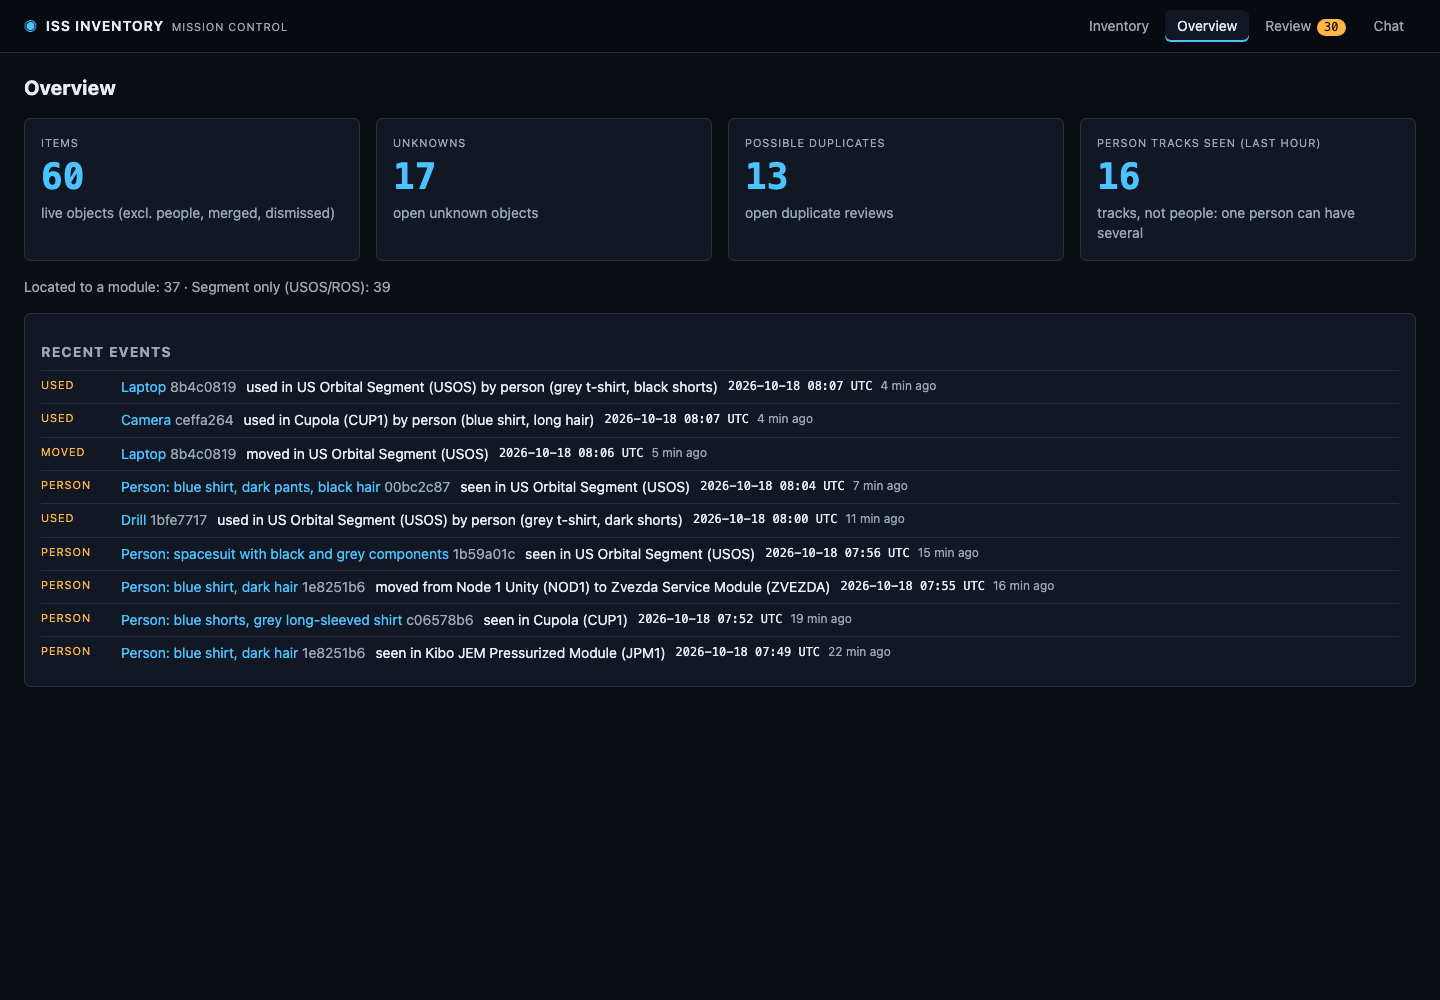 ISS INVENTORY MISSION CONTROL
Inventory
Overview
Review 30
Chat
Overview
ITEMS
60
live objects (excl. people, merged, dismissed)
UNKNOWNS
17
open unknown objects
POSSIBLE DUPLICATES
13
open duplicate reviews
PERSON TRACKS SEEN (LAST HOUR)
16
tracks, not people: one person can have
several
Located to a module: 37 · Segment only (USOS/ROS): 39
RECENT EVENTS
USED Laptop 8b4c0819 used in US Orbital Segment (USOS) by person (grey t-shirt, black shorts) 2026-10-18 08:07 UTC 4 min ago
USED Camera ceffa264 used in Cupola (CUP1) by person (blue shirt, long hair) 2026-10-18 08:07 UTC 4 min ago
MOVED Laptop 8b4c0819 moved in US Orbital Segment (USOS) 2026-10-18 08:06 UTC 5 min ago
PERSON Person: blue shirt, dark pants, black hair 00bc2c87 seen in US Orbital Segment (USOS) 2026-10-18 08:04 UTC 7 min ago
USED Drill 1bfe7717 used in US Orbital Segment (USOS) by person (grey t-shirt, dark shorts) 2026-10-18 08:00 UTC 11 min ago
PERSON Person: spacesuit with black and grey components 1b59a01c seen in US Orbital Segment (USOS) 2026-10-18 07:56 UTC 15 min ago
PERSON Person: blue shirt, dark hair 1e8251b6 moved from Node 1 Unity (NOD1) to Zvezda Service Module (ZVEZDA) 2026-10-18 07:55 UTC 16 min ago
PERSON Person: blue shorts, grey long-sleeved shirt c06578b6 seen in Cupola (CUP1) 2026-10-18 07:52 UTC 19 min ago
PERSON Person: blue shirt, dark hair 1e8251b6 seen in Kibo JEM Pressurized Module (JPM1) 2026-10-18 07:49 UTC 22 min ago